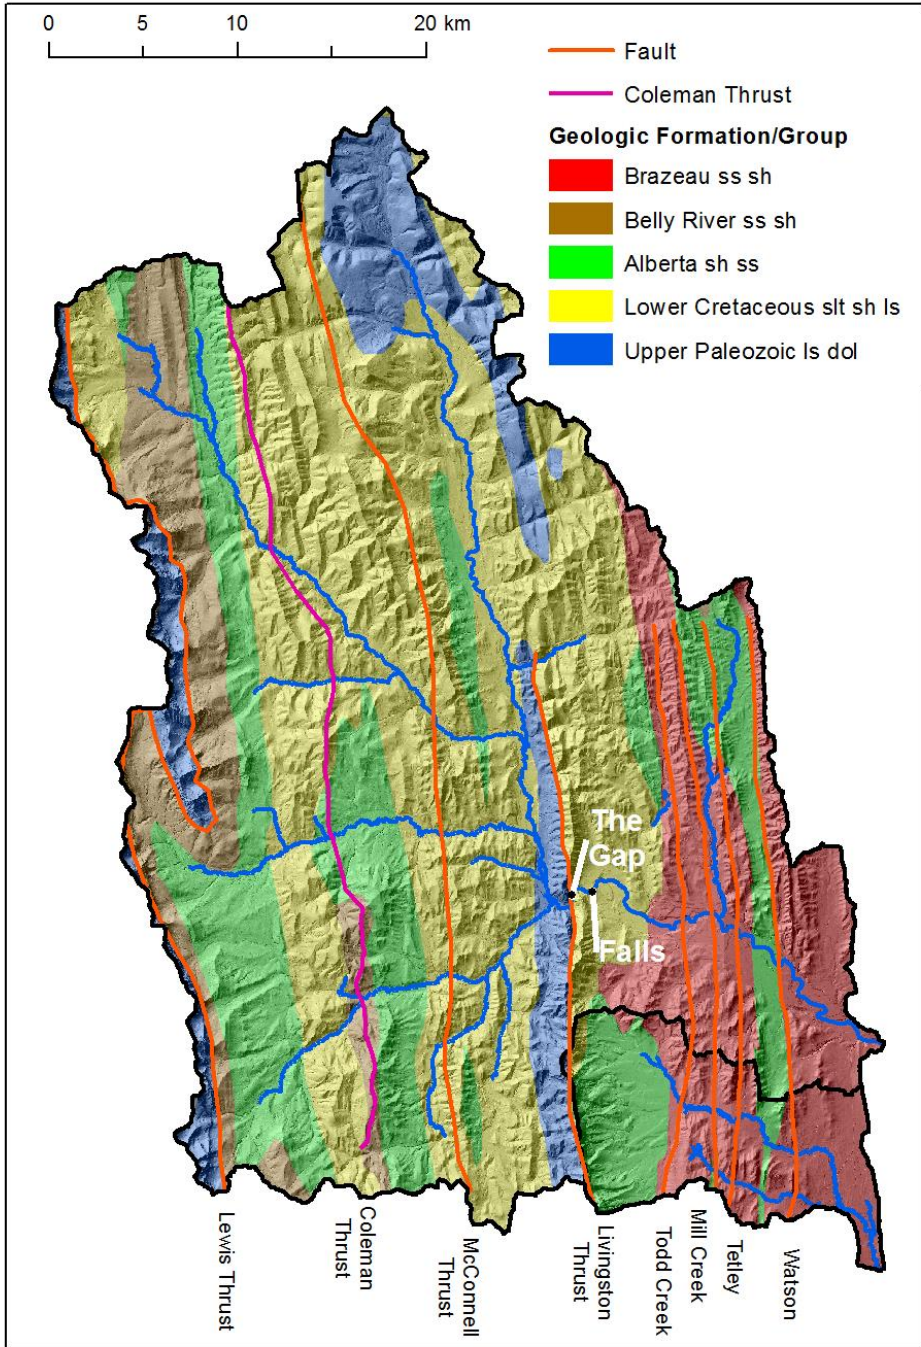 0 5 10 20 km
Fault
Coleman Thrust
Geologic Formation/Group
Brazeau ss sh
Belly River ss sh
Alberta sh ss
Lower Cretaceous slt sh ls
Upper Paleozoic ls dol
The
Gap
Falls
Lewis Thrust
Coleman
Thrust
McConnell
Thrust
Livingston
Thrust
Todd Creek
Mill Creek
Tetley
Watson